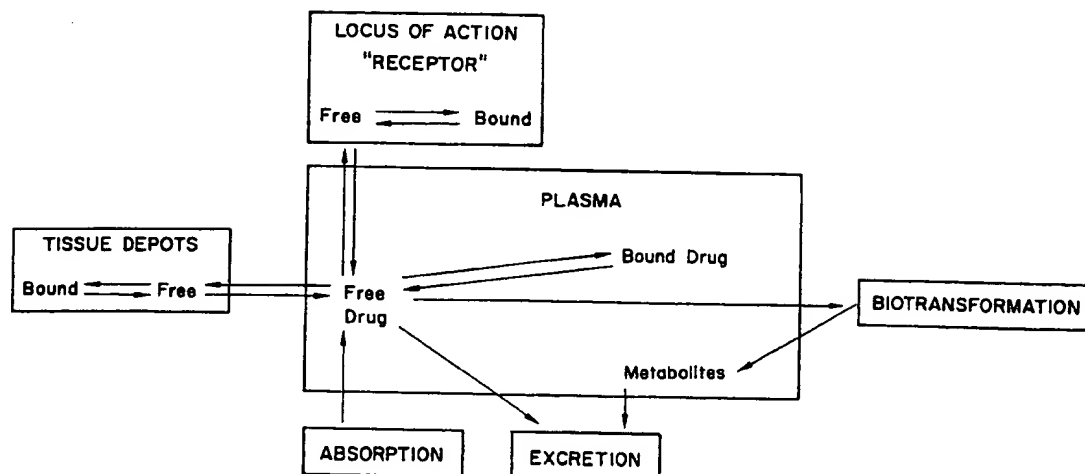 LOCUS OF ACTION
"RECEPTOR"
Free Bound
PLASMA
TISSUE DEPOTS
Bound Free
Free
Drug
Bound Drug
BIOTRANSFORMATION
Metabolites
ABSORPTION
EXCRETION